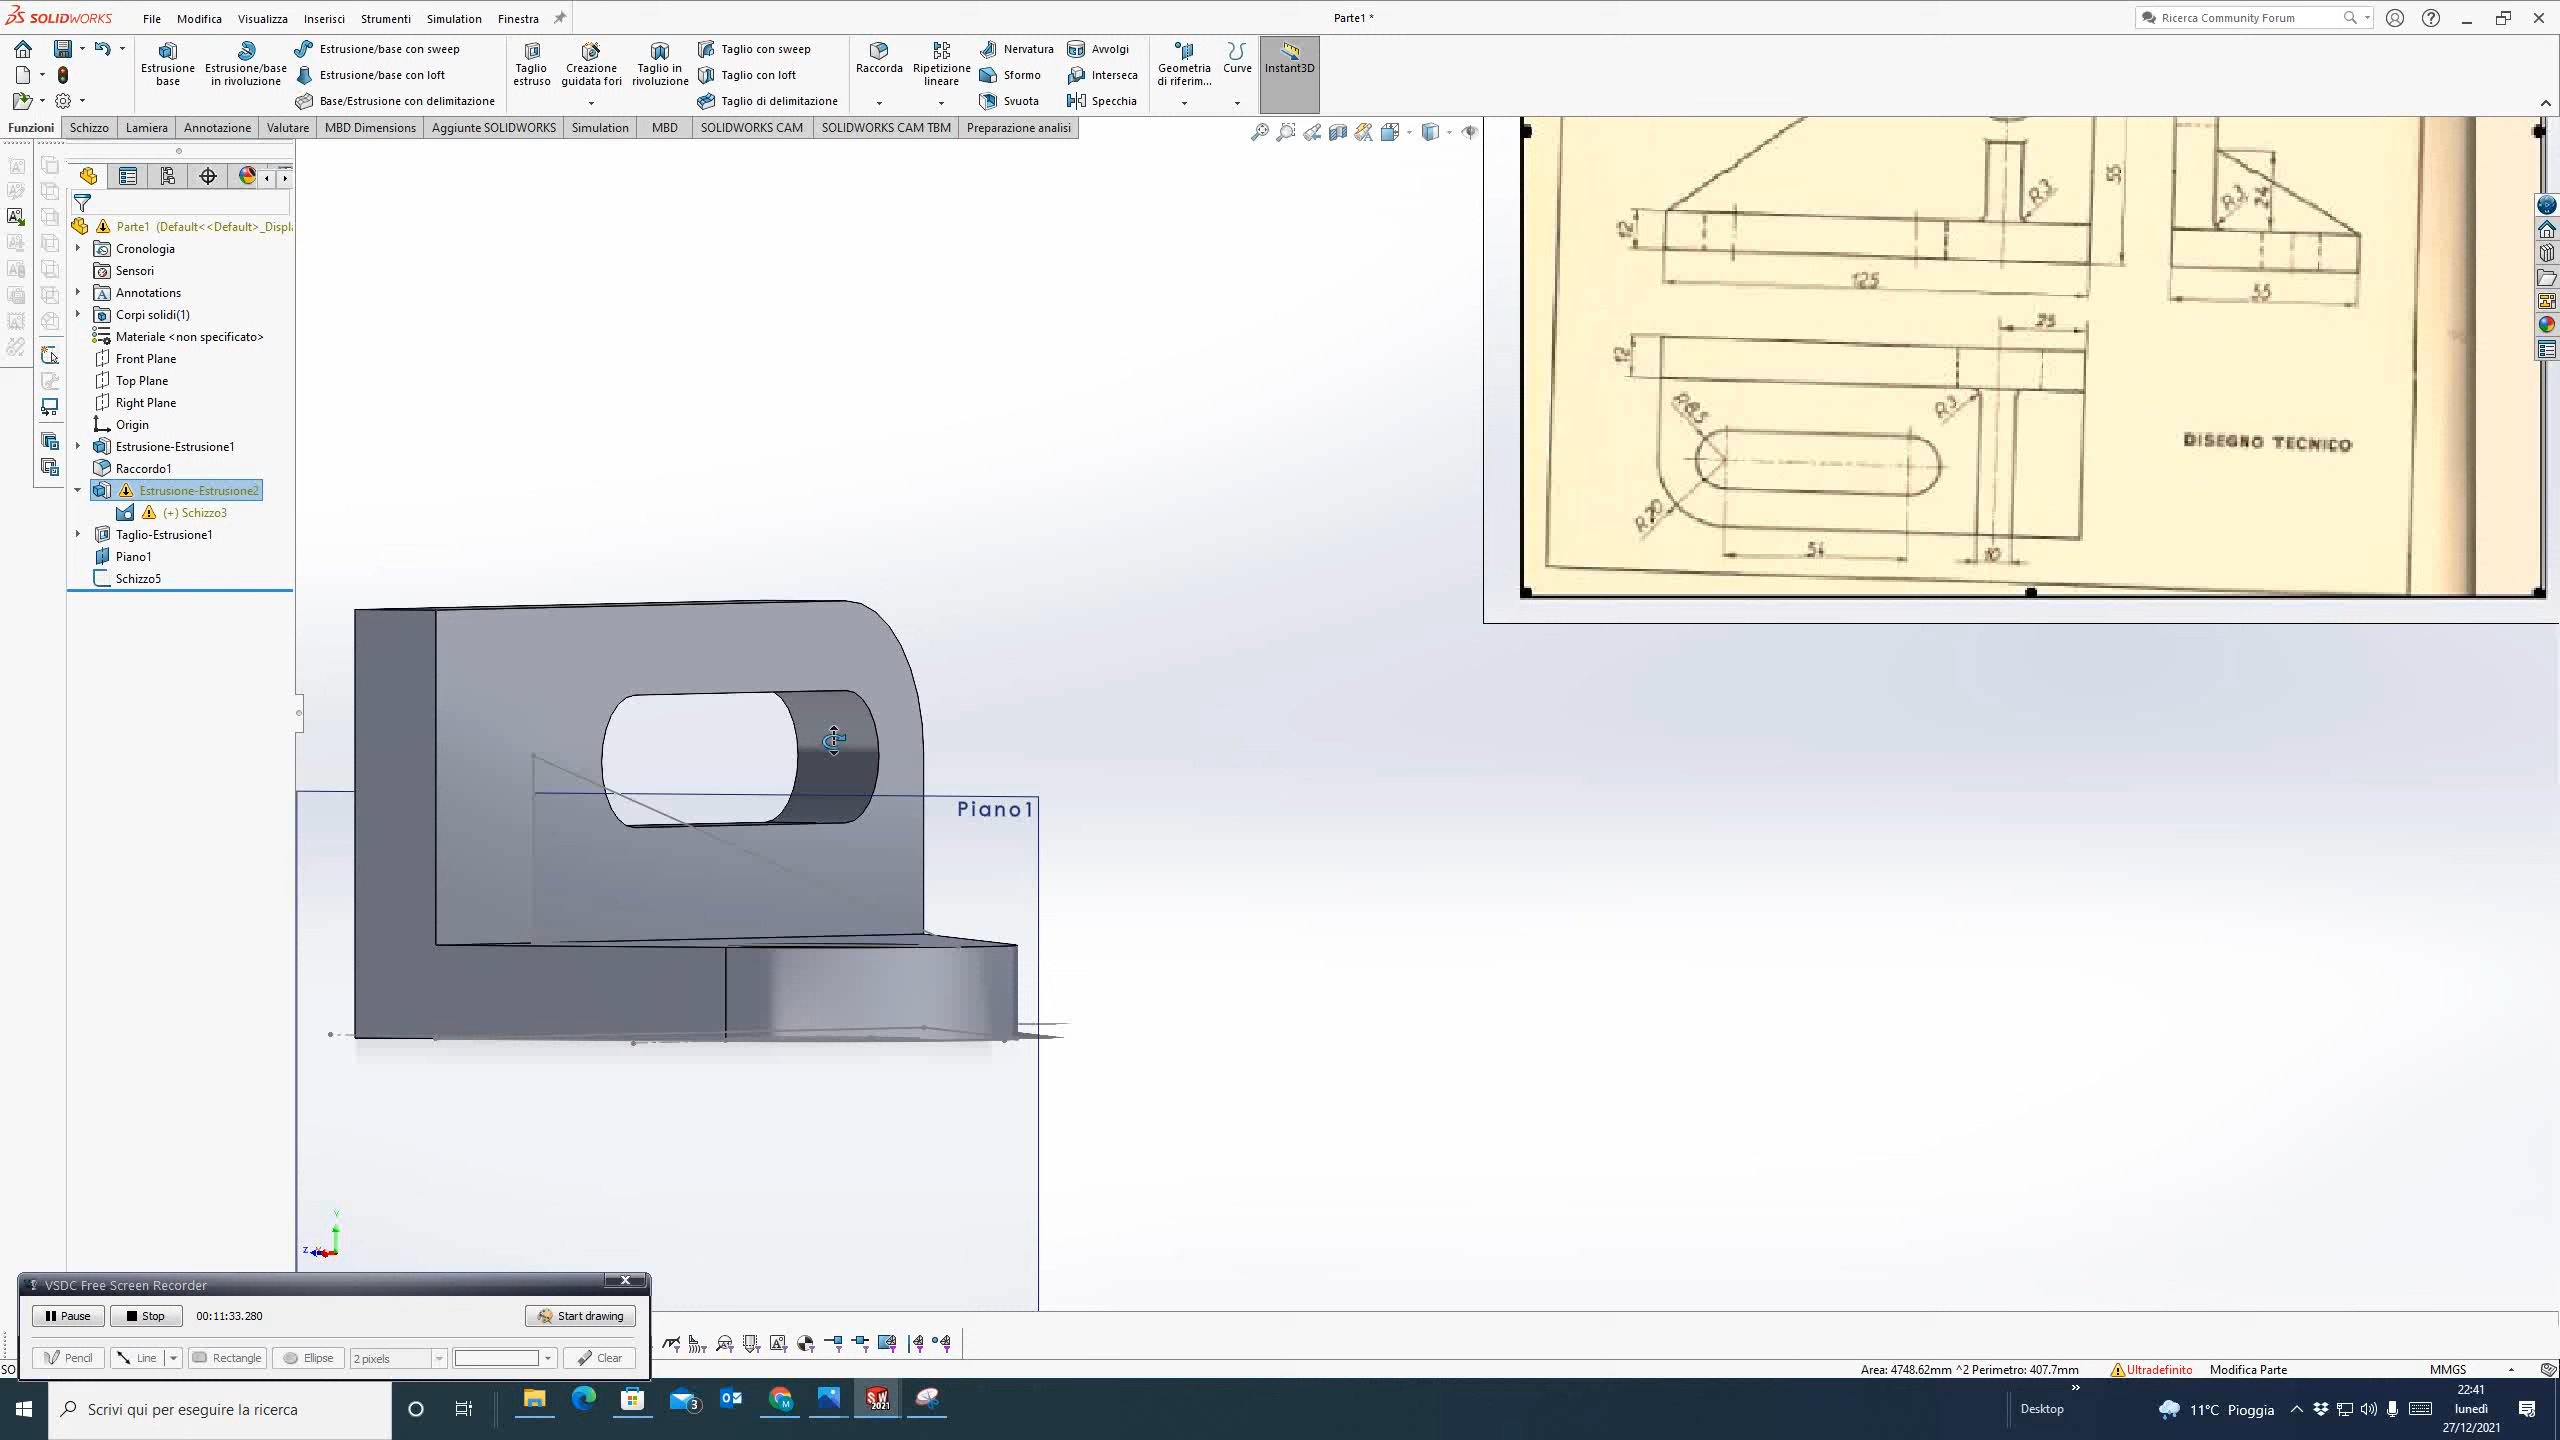 SOLIDWORKS
File Modifica Visualizza Inserisci Strumenti Simulation Finestra
Parte1 *
Ricerca Community Forum
Estrusione base
Estrusione/base in rivoluzione
Estrusione/base con sweep
Estrusione/base con loft
Base/Estrusione con delimitazione
Taglio estruso
Creazione guidata fori
Taglio in rivoluzione
Taglio con sweep
Taglio con loft
Taglio di delimitazione
Raccorda
Ripetizione lineare
Nervatura
Sformo
Svuota
Avvolgi
Interseca
Specchia
Geometria di riferim...
Curve
Instant3D
Funzioni Schizzo Lamiera Annotazione Valutare MBD Dimensions Aggiunte SOLIDWORKS Simulation MBD SOLIDWORKS CAM SOLIDWORKS CAM TBM Preparazione analisi
Parte1 (Default<<Default>_Displa
Cronologia
Sensori
Annotations
Corpi solidi(1)
Materiale <non specificato>
Front Plane
Top Plane
Right Plane
Origin
Estrusione-Estrusione1
Raccordo1
Estrusione-Estrusione2
(+) Schizzo3
Taglio-Estrusione1
Piano1
Schizzo5
Piano1
12
R3
55
125
R3
24
55
25
12
R3
R8.5
R20
54
10
DISEGNO TECNICO
Y
Z
VSDC Free Screen Recorder
Pause Stop 00:11:33.280 Start drawing
Pencil Line Rectangle Ellipse 2 pixels Clear
SO
Area: 4748.62mm ^2 Perimetro: 407.7mm Ultradefinito Modifica Parte MMGS
Scrivi qui per eseguire la ricerca
3
SW
2021
Desktop
»
11°C Pioggia
22:41
lunedì
27/12/2021